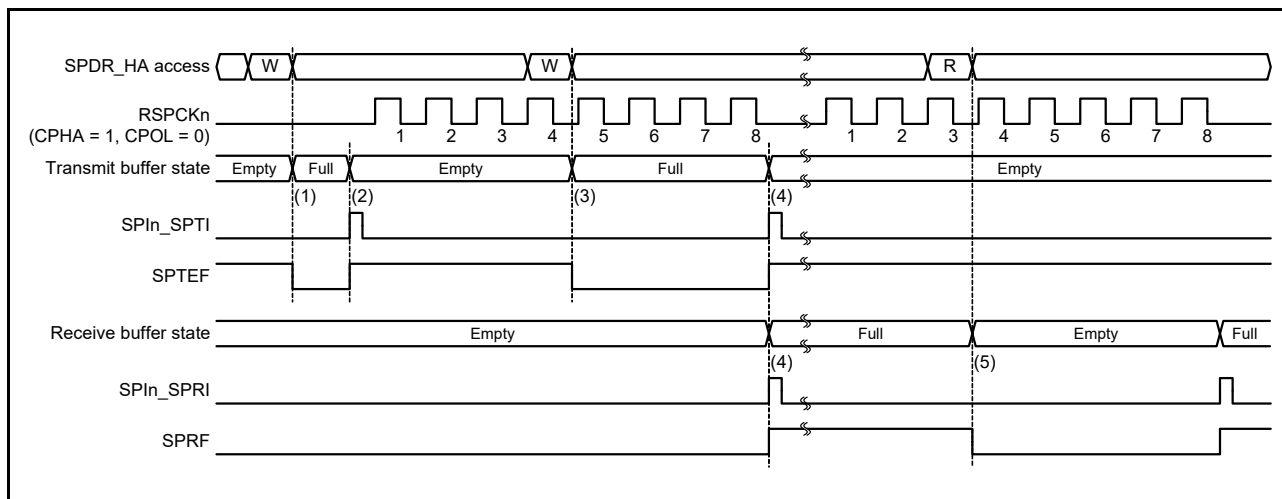 SPDR_HA access W W R
RSPCKn
(CPHA = 1, CPOL = 0) 1 2 3 4 5 6 7 8 1 2 3 4 5 6 7 8
Transmit buffer state Empty Full Empty Full Empty
(1) (2) (3) (4)
SPIn_SPTI
SPTEF
Receive buffer state Empty Full Empty Full
(4) (5)
SPIn_SPRI
SPRF